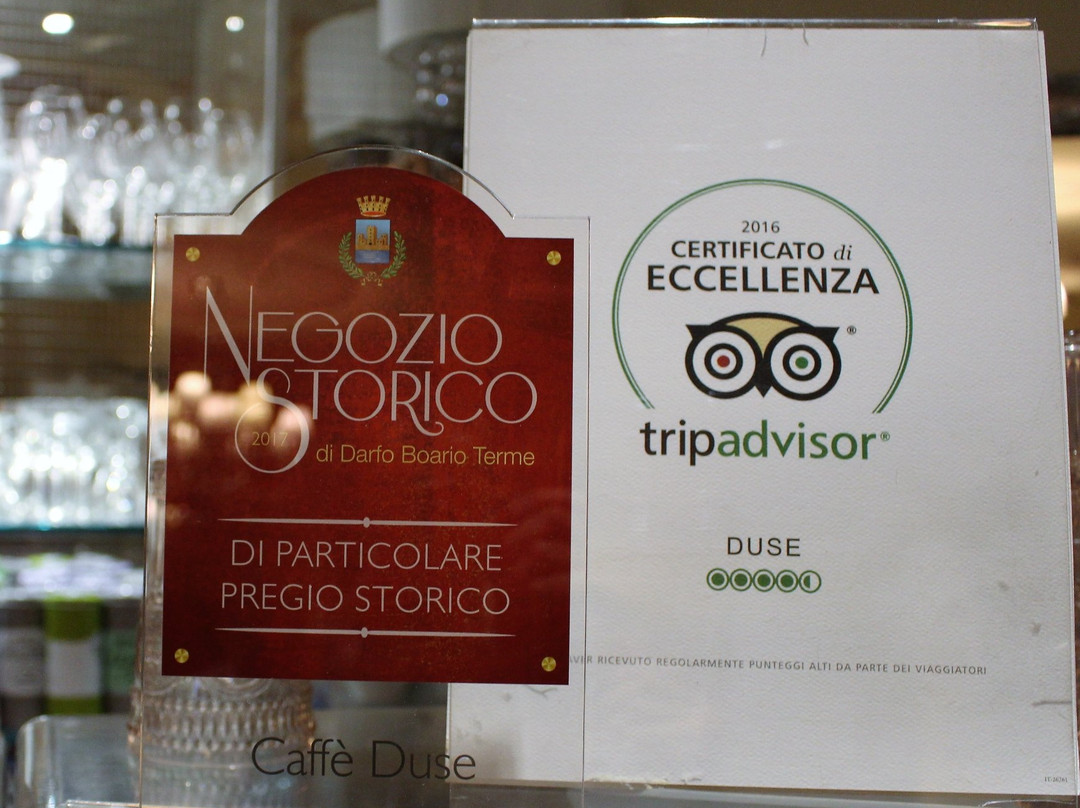 NEGOZIO
STORICO
2017
di Darfo Boario Terme
DI PARTICOLARE
PREGIO STORICO
Caffè Duse
2016
CERTIFICATO di
ECCELLENZA
®
tripadvisor®
DUSE
AVER RICEVUTO REGOLARMENTE PUNTEGGI ALTI DA PARTE DEI VIAGGIATORI